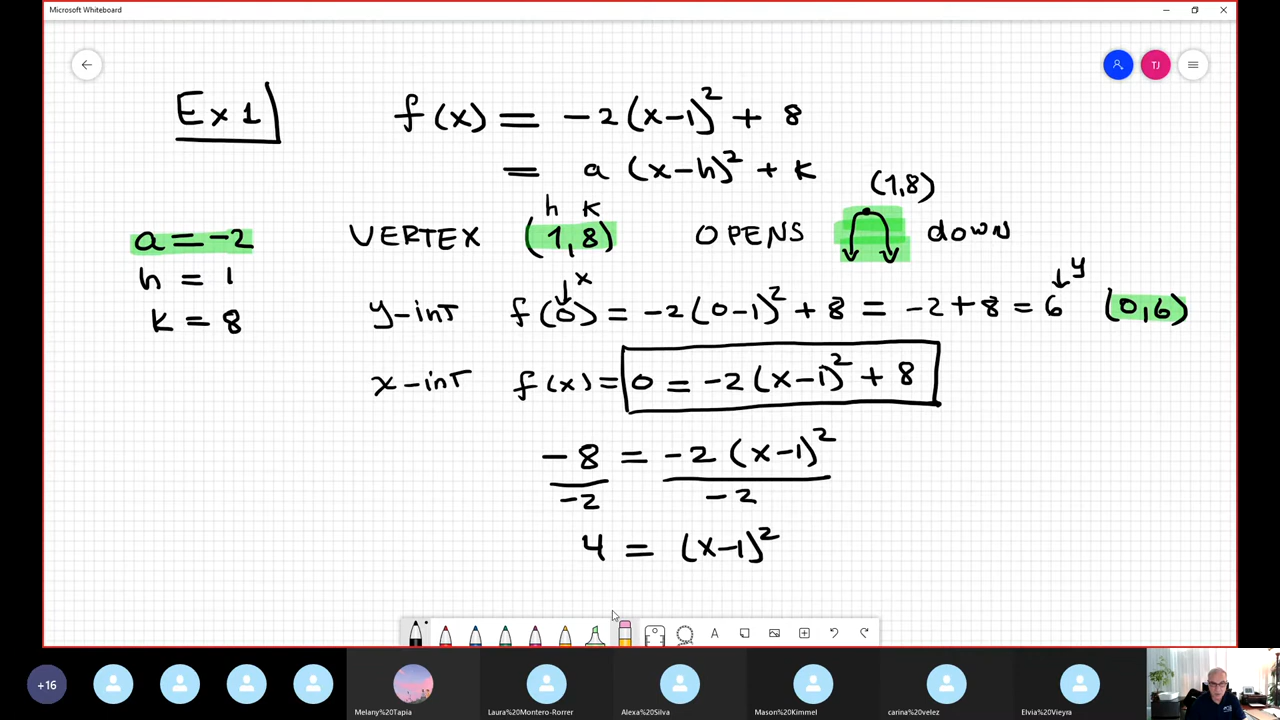 Microsoft Whiteboard
TJ
Ex 1
f(x) = -2(x-1)² + 8
= a (x-h)² + k
(1,8)
h k
a = -2 VERTEX (1,8) OPENS down
h = 1
x
y
y-int f(0) = -2(0-1)² + 8 = -2+8 = 6 (0,6)
k = 8
x-int f(x) = 0 = -2(x-1)² + 8
-8 = -2(x-1)²
-2 -2
4 = (x-1)²
A
+16
Melany%20Tapia
Laura%20Montero-Rorrer
Alexa%20Silva
Mason%20Kimmel
carina%20velez
Elvia%20Vieyra